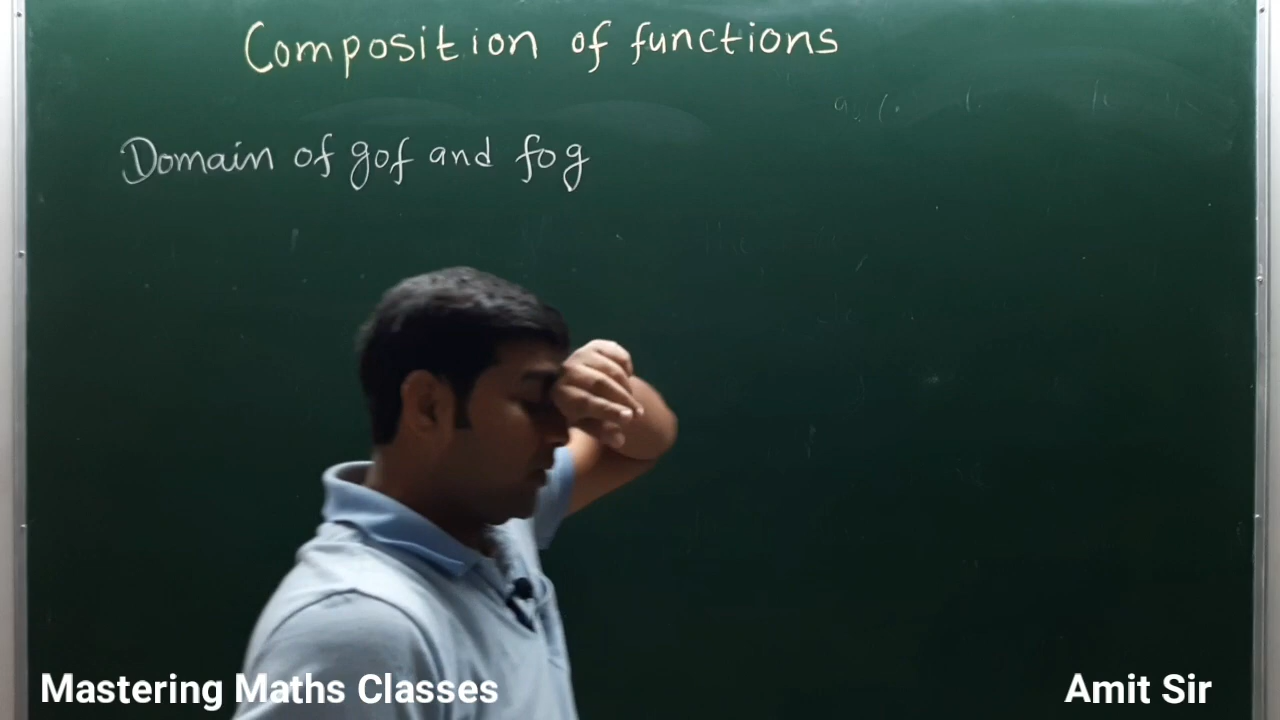 Composition of functions
Domain of gof and fog
Mastering Maths Classes
Amit Sir